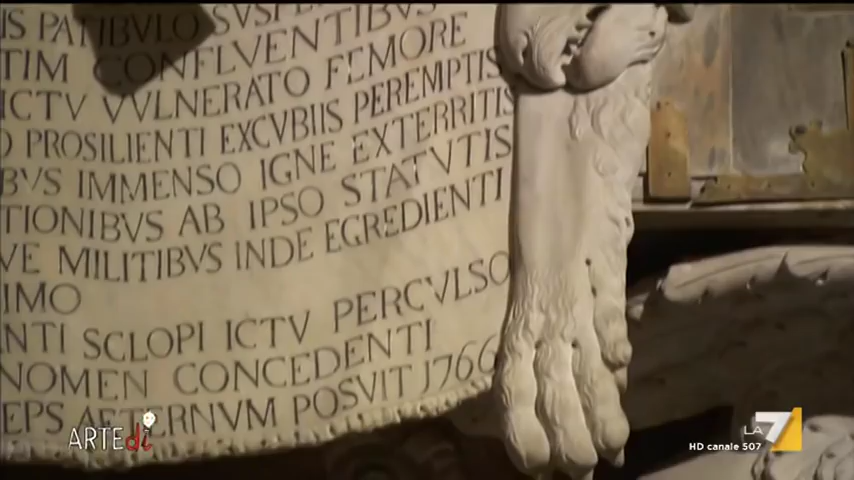 IS PATIBVLO SVSPE
TIM CONFLVENTIBVS
ICTV VVLNERATO FEMORE
O PROSILIENTI EXCVBIIS PEREMPTIS
BVS IMMENSO IGNE EXTERRITIS
TIONIBVS AB IPSO STATVTIS
VE MILITIBVS INDE EGREDIENTI
IMO
NTI SCLOPI ICTV PERCVLSO
NOMEN CONCEDENTI
EPS AETERNVM POSVIT 1766
ARTEdi
LA7
HD canale 507